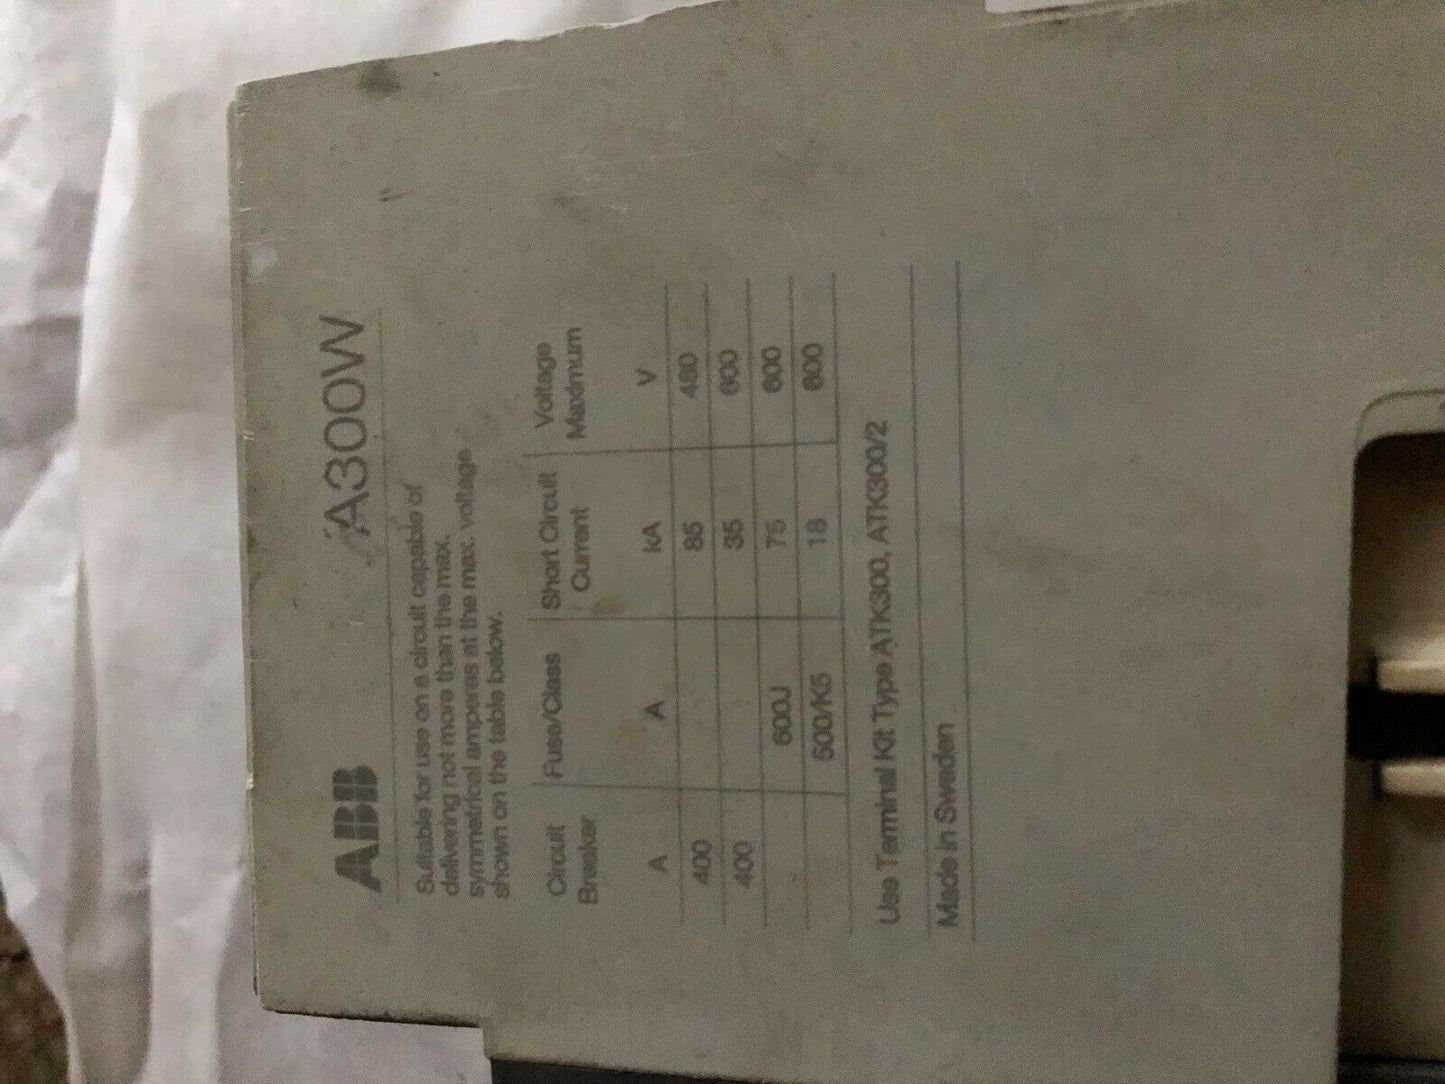 ABB A300W
Suitable for use on a circuit capable of
delivering not more than the max.
symmetrical amperes at the max. voltage
shown on the table below.
Circuit Fuse/Class Short Circuit Voltage
Breaker Current Maximum
A A kA V
400 85 480
400 35 600
600J 75 600
500/K5 18 600
Use Terminal Kit Type ATK300, ATK300/2
Made in Sweden